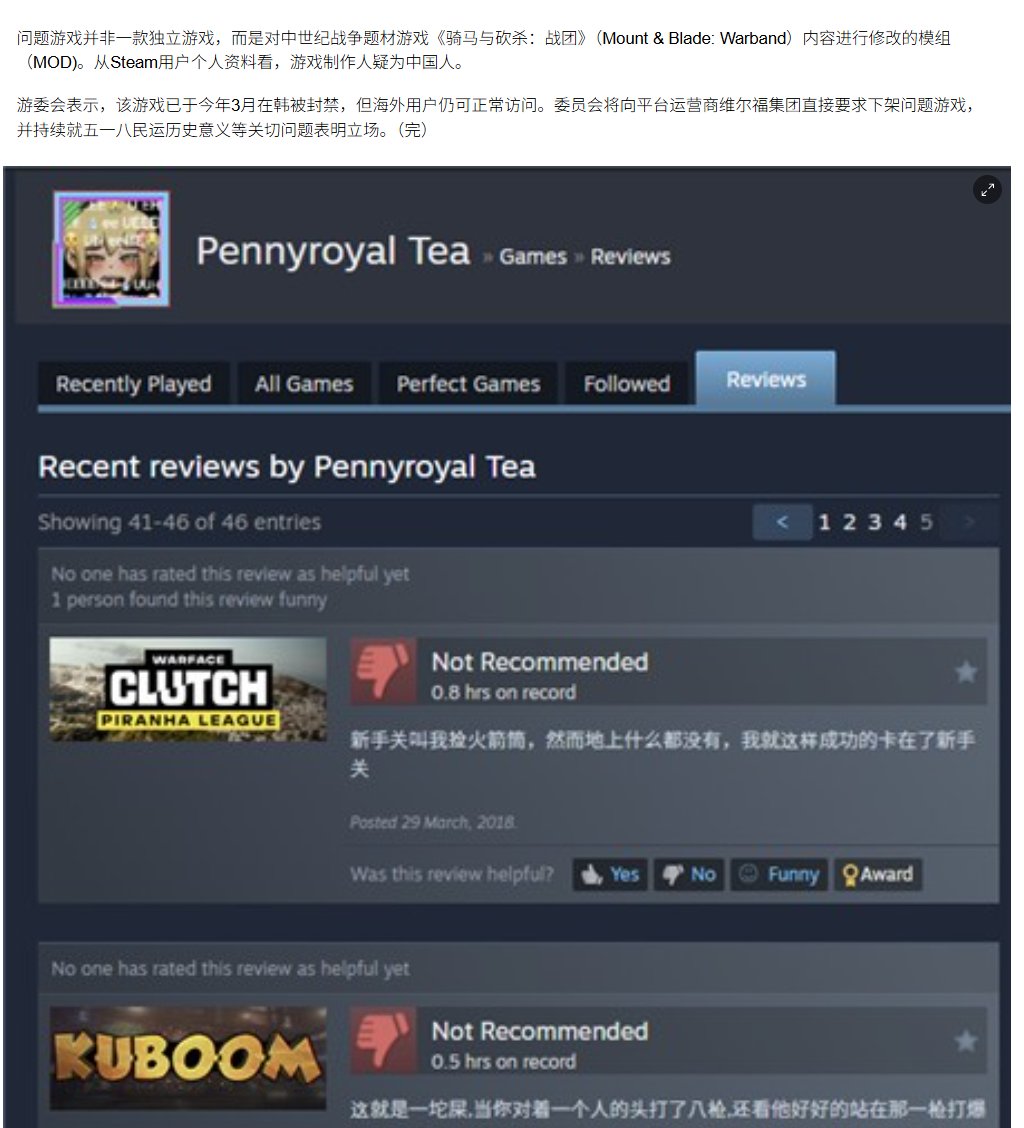 问题游戏并非一款独立游戏，而是对中世纪战争题材游戏《骑马与砍杀：战团》（Mount & Blade: Warband）内容进行修改的模组
（MOD)。从Steam用户个人资料看，游戏制作人疑为中国人。
游委会表示，该游戏已于今年3月在韩被封禁，但海外用户仍可正常访问。委员会将向平台运营商维尔福集团直接要求下架问题游戏，
并持续就五一八民运历史意义等关切问题表明立场。（完）
Pennyroyal Tea » Games » Reviews
Recently Played All Games Perfect Games Followed Reviews
Recent reviews by Pennyroyal Tea
Showing 41-46 of 46 entries < 1 2 3 4 5 >
No one has rated this review as helpful yet
1 person found this review funny
WARFACE
CLUTCH
PIRANHA LEAGUE
Not Recommended
0.8 hrs on record
新手关叫我捡火箭筒，然而地上什么都没有，我就这样成功的卡在了新手
关
Posted 29 March, 2018.
Was this review helpful? Yes No Funny Award
No one has rated this review as helpful yet
KUBOOM
Not Recommended
0.5 hrs on record
这就是一坨屎,当你对着一个人的头打了八枪,还看他好好的站在那一枪打爆